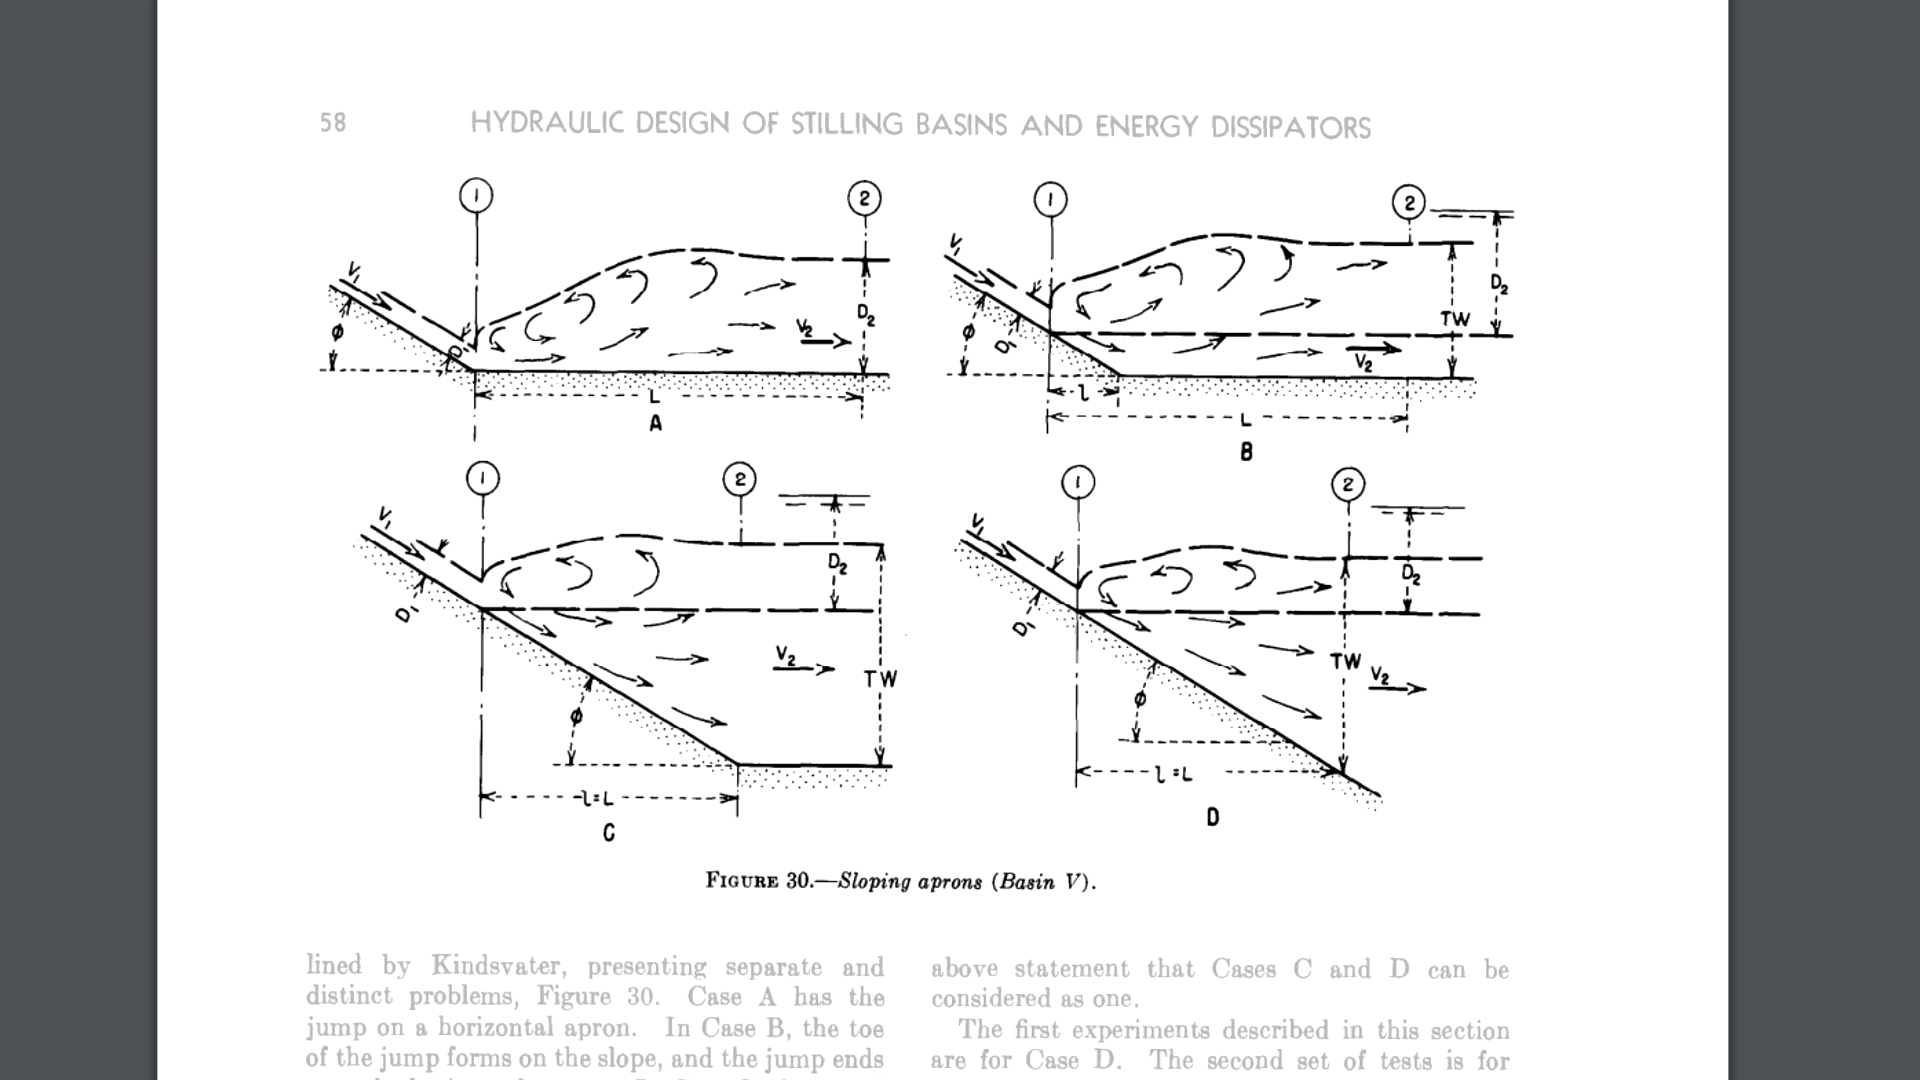 58 HYDRAULIC DESIGN OF STILLING BASINS AND ENERGY DISSIPATORS
1 2
V₁ D₁ ϕ D₂ V₂
L
A
1 2
V₁ D₁ ϕ D₂ TW V₂
l
L
B
1 2
V₁ D₁ D₂ V₂ TW
ϕ
l=L
C
1 2
V₁ D₁ D₂ TW V₂
ϕ
l=L
D
FIGURE 30.—Sloping aprons (Basin V).
lined by Kindsvater, presenting separate and
distinct problems, Figure 30. Case A has the
jump on a horizontal apron. In Case B, the toe
of the jump forms on the slope, and the jump ends
above statement that Cases C and D can be
considered as one.
The first experiments described in this section
are for Case D. The second set of tests is for